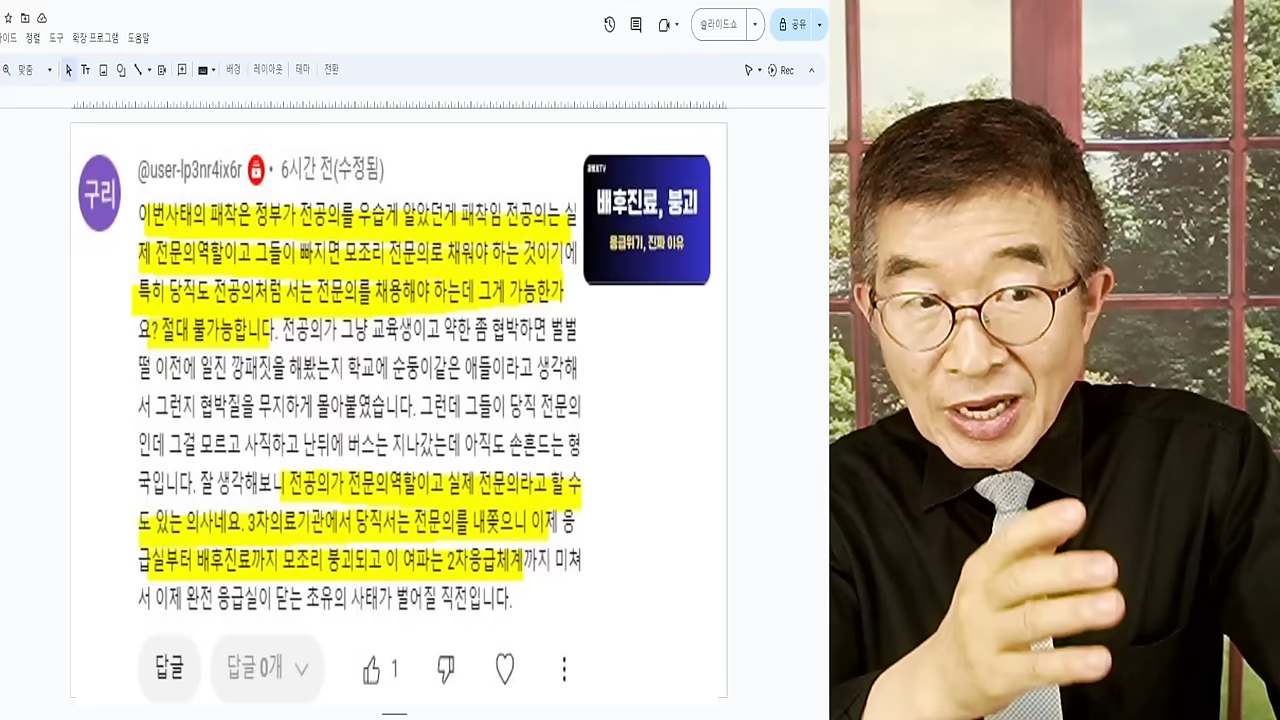 이드 정렬 도구 확장 프로그램 도움말
슬라이드쇼
공유
맞춤
배경 레이아웃 테마 전환
Rec
구리
@user-lp3nr4ix6r · 6시간 전(수정됨)
이번사태의 패착은 정부가 전공의를 우습게 알았던게 패착임 전공의는 실
제 전문의역할이고 그들이 빠지면 모조리 전문의로 채워야 하는 것이기에
특히 당직도 전공의처럼 서는 전문의를 채용해야 하는데 그게 가능한가
요? 절대 불가능합니다. 전공의가 그냥 교육생이고 약한 좀 협박하면 벌벌
떨 이전에 일진 깡패짓을 해봤는지 학교에 순둥이같은 애들이라고 생각해
서 그런지 협박질을 무지하게 몰아붙였습니다. 그런데 그들이 당직 전문의
인데 그걸 모르고 사직하고 난뒤에 버스는 지나갔는데 아직도 손흔드는 형
국입니다. 잘 생각해보니 전공의가 전문의역할이고 실제 전문의라고 할 수
도 있는 의사네요. 3차의료기관에서 당직서는 전문의를 내쫓으니 이제 응
급실부터 배후진료까지 모조리 붕괴되고 이 여파는 2차응급체계까지 미쳐
서 이제 완전 응급실이 닫는 초유의 사태가 벌어질 직전입니다.
배후진료, 붕괴
응급위기, 진짜 이유
답글
답글 0개
1